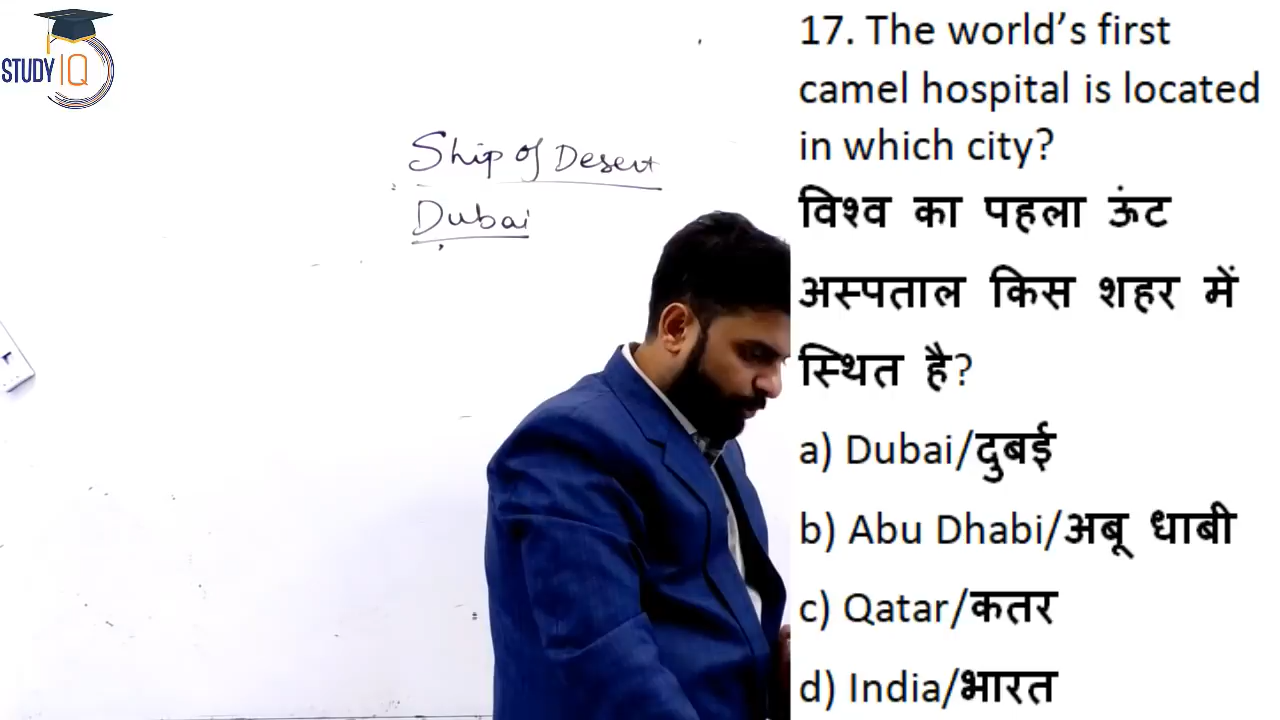 STUDY IQ
Ship of Desert
Dubai
17. The world’s first
camel hospital is located
in which city?
विश्व का पहला ऊंट
अस्पताल किस शहर में
स्थित है?
a) Dubai/दुबई
b) Abu Dhabi/अबू धाबी
c) Qatar/कतर
d) India/भारत